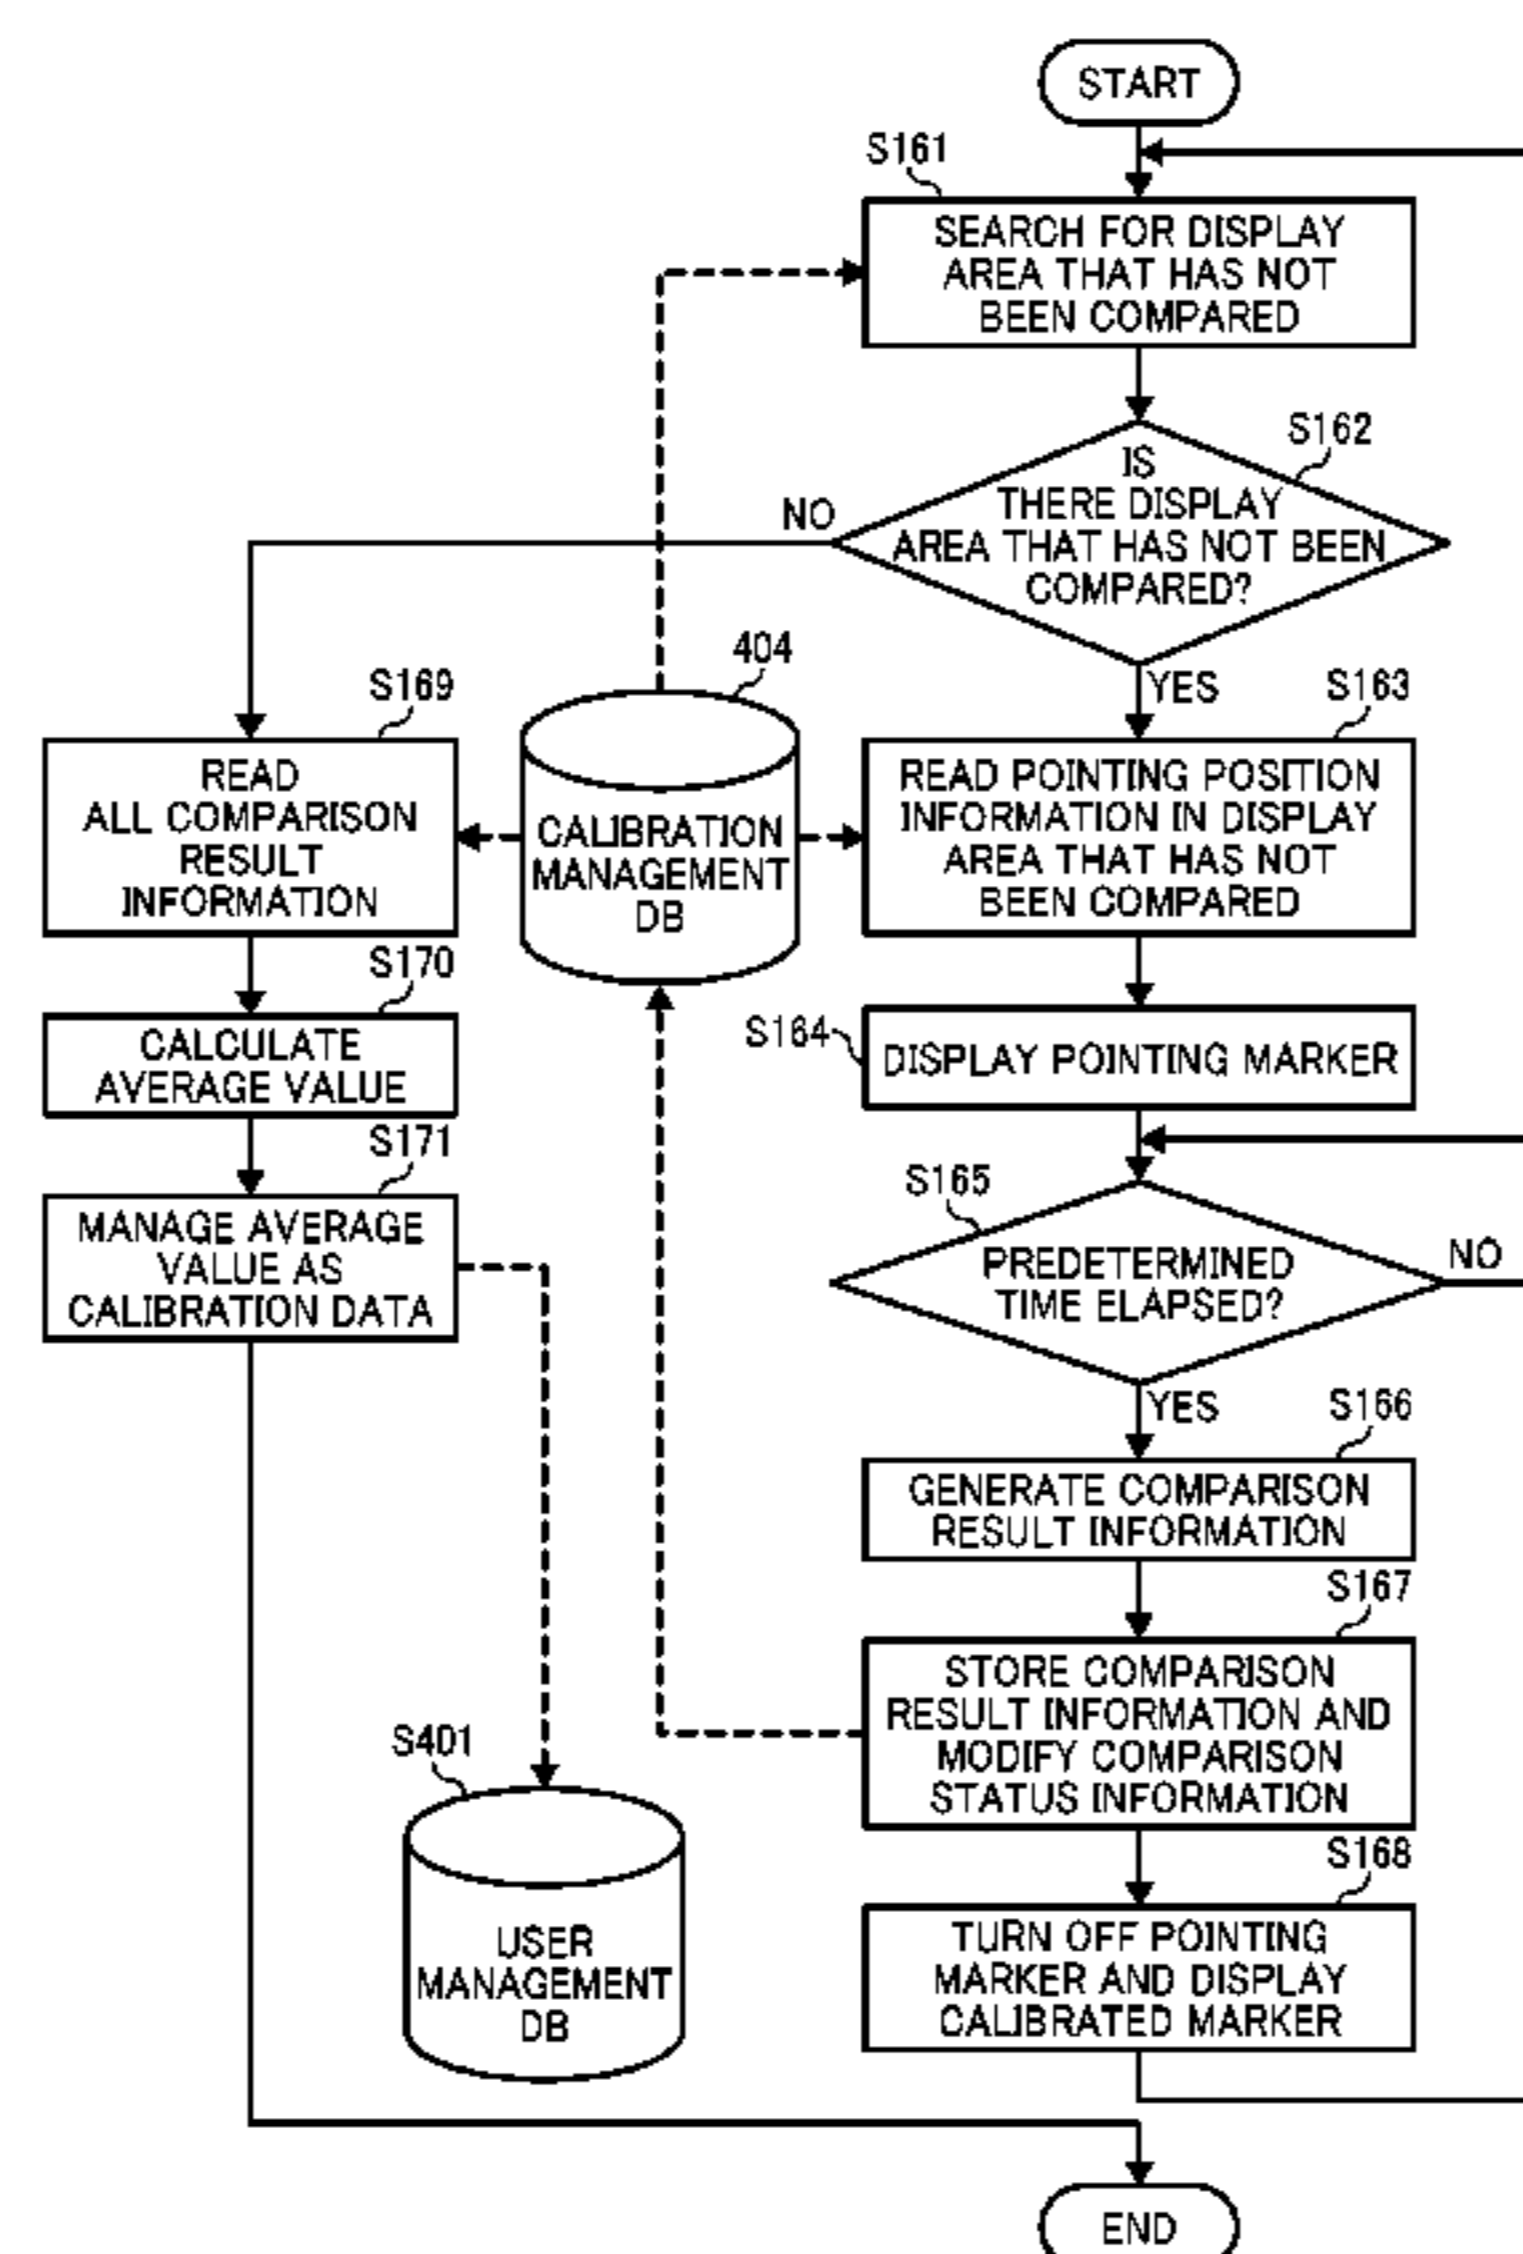 START
S161
SEARCH FOR DISPLAY
AREA THAT HAS NOT
BEEN COMPARED
S162
IS
THERE DISPLAY
AREA THAT HAS NOT BEEN
COMPARED?
NO
YES
S163
READ POINTING POSITION
INFORMATION IN DISPLAY
AREA THAT HAS NOT
BEEN COMPARED
404
CALIBRATION
MANAGEMENT
DB
S169
READ
ALL COMPARISON
RESULT
INFORMATION
S170
CALCULATE
AVERAGE VALUE
S171
MANAGE AVERAGE
VALUE AS
CALIBRATION DATA
S164
DISPLAY POINTING MARKER
S165
PREDETERMINED
TIME ELAPSED?
NO
YES
S166
GENERATE COMPARISON
RESULT INFORMATION
S167
STORE COMPARISON
RESULT INFORMATION AND
MODIFY COMPARISON
STATUS INFORMATION
S401
USER
MANAGEMENT
DB
S168
TURN OFF POINTING
MARKER AND DISPLAY
CALIBRATED MARKER
END